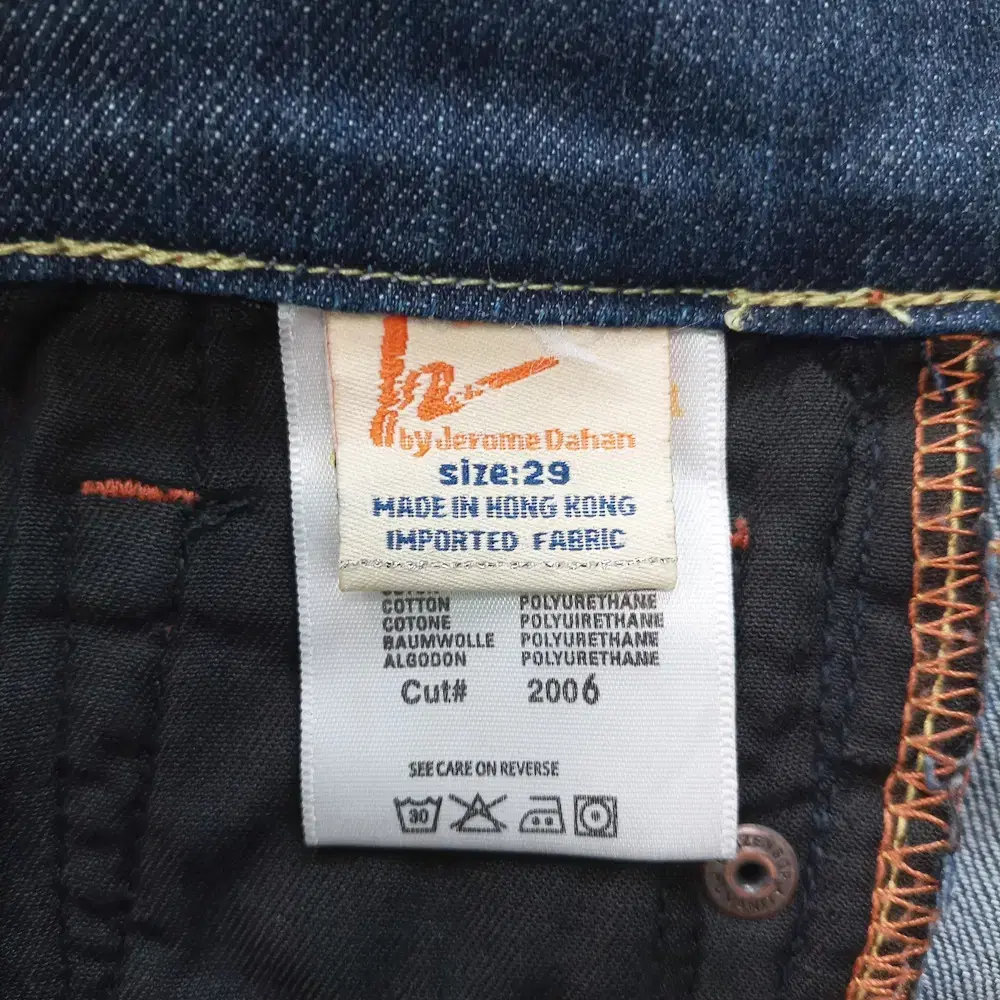 by Jerome Dahan
size:29
MADE IN HONG KONG
IMPORTED FABRIC
COTTON POLYURETHANE
COTONE POLYUIRETHANE
BAUMWOLLE POLYURETHANE
ALGODON POLYURETHANE
Cut# 2006
SEE CARE ON REVERSE
30